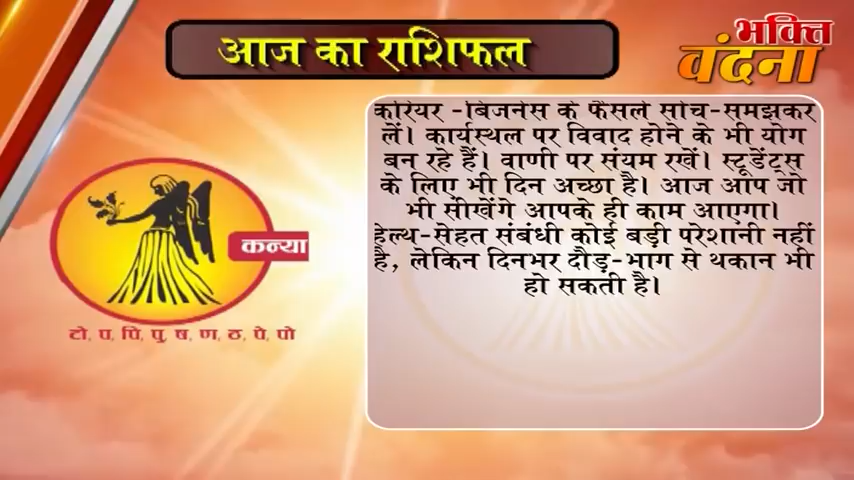 आज का राशिफल
भक्ति
वंदना
करियर -बिजनेस के फैसले सोच-समझकर
लें। कार्यस्थल पर विवाद होने के भी योग
बन रहे हैं। वाणी पर संयम रखें। स्टूडेंट्स
के लिए भी दिन अच्छा है। आज आप जो
भी सीखेंगे आपके ही काम आएगा।
हेल्थ-सेहत संबंधी कोई बड़ी परेशानी नहीं
है, लेकिन दिनभर दौड़-भाग से थकान भी
हो सकती है।
कन्या
टो, प, पि, पु, ष, ण, ठ, पे, पो